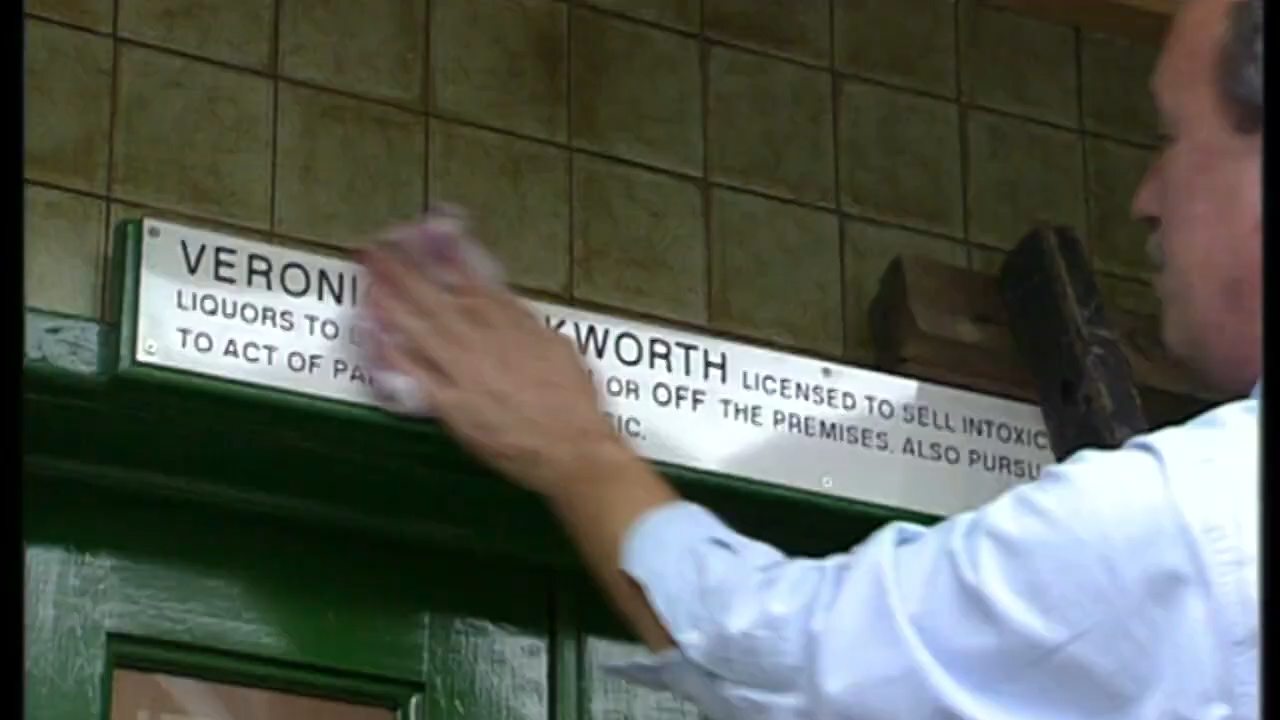 VERONI KWORTH LICENSED TO SELL INTOXIC
LIQUORS TO OR OFF THE PREMISES. ALSO PURSU
TO ACT OF PA IC.